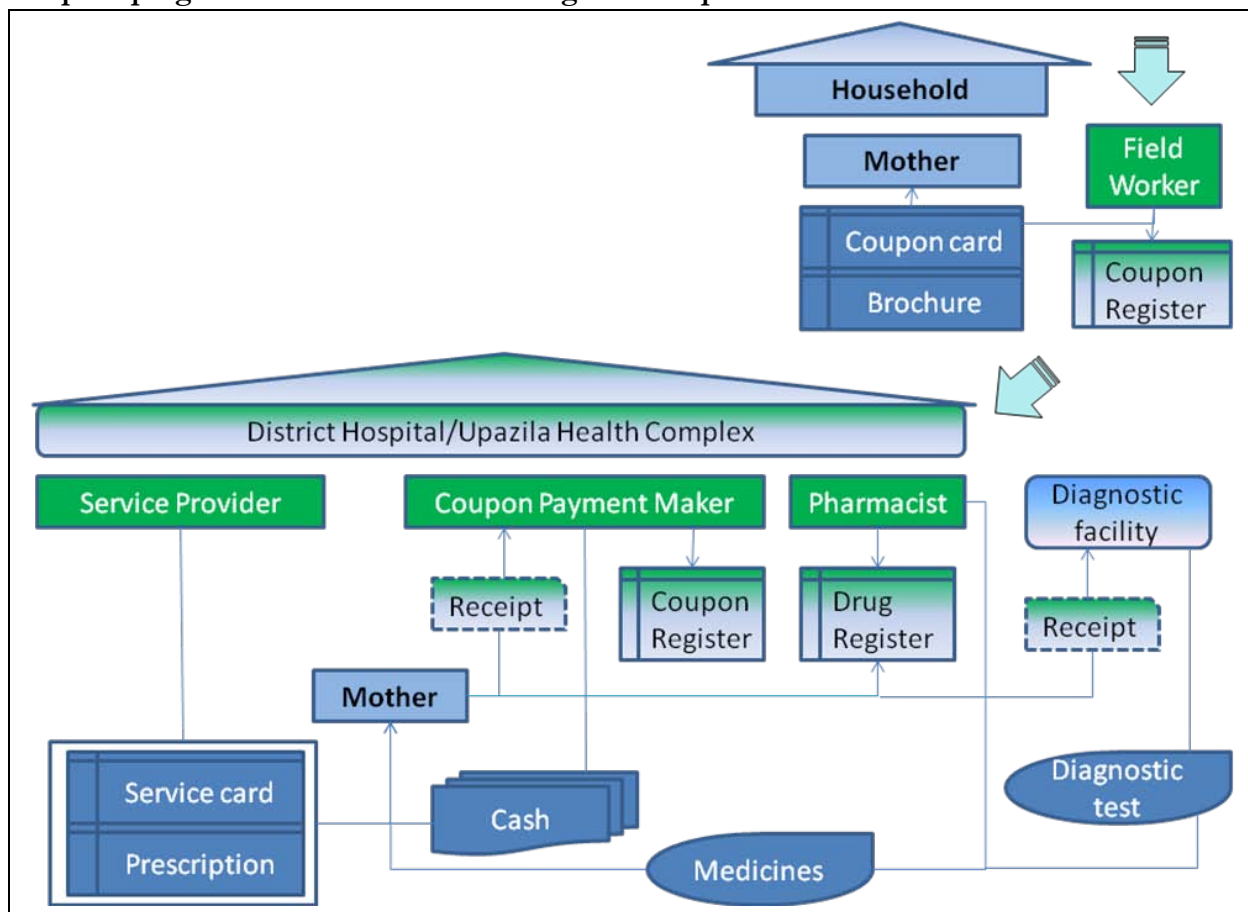 Household
Mother
Field
Worker
Coupon card
Brochure
Coupon
Register
District Hospital/Upazila Health Complex
Service Provider
Coupon Payment Maker
Pharmacist
Diagnostic
facility
Receipt
Coupon
Register
Drug
Register
Receipt
Mother
Service card
Prescription
Cash
Medicines
Diagnostic
test